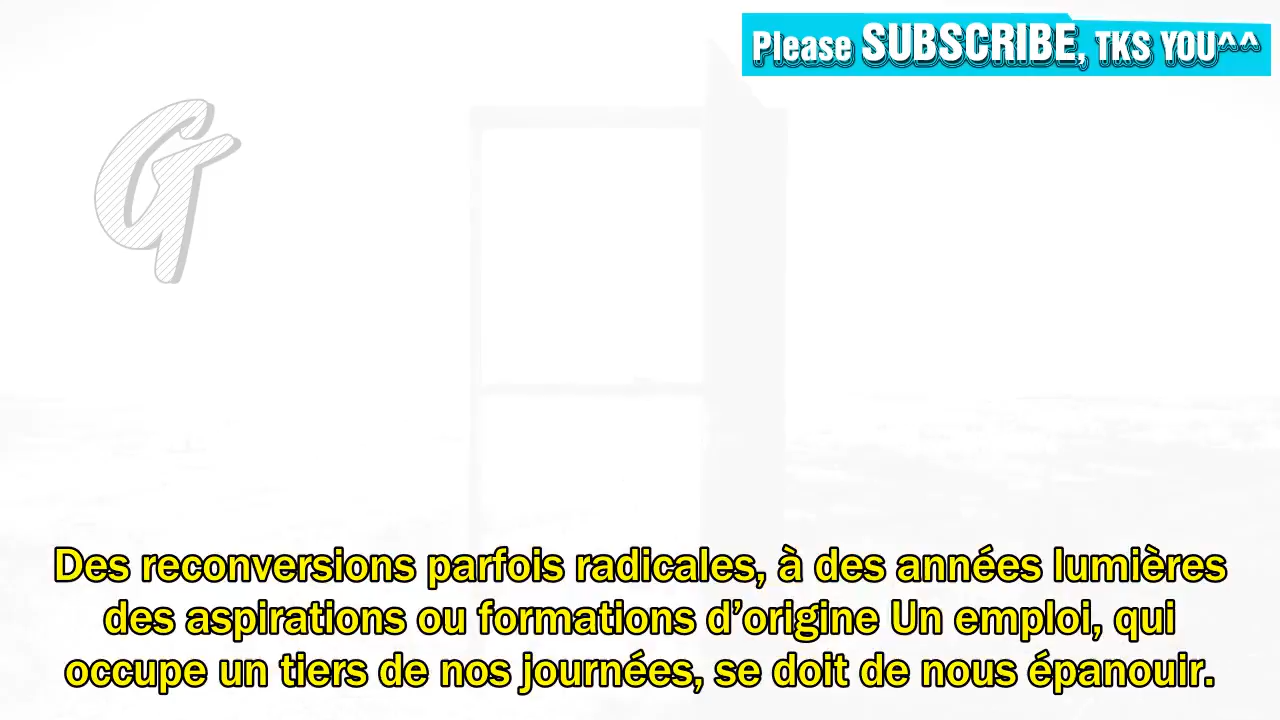 Please SUBSCRIBE, TKS YOU^^
G
Des reconversions parfois radicales, à des années lumières
des aspirations ou formations d’origine Un emploi, qui
occupe un tiers de nos journées, se doit de nous épanouir.